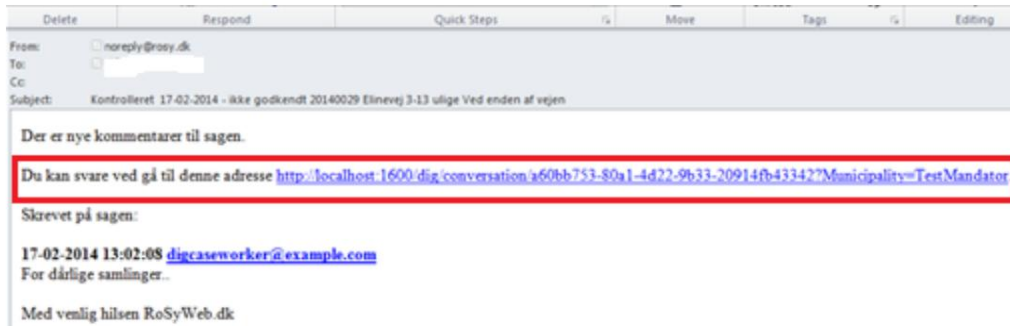 Delete Respond Quick Steps Move Tags Editing
From: noreply@rosy.dk
To:
Cc:
Subject: Kontrolleret 17-02-2014 - ikke godkendt 20140029 Elinevej 3-13 ulige Ved enden af vejen
Der er nye kommentarer til sagen.
Du kan svare ved gå til denne adresse http://localhost:1600/dig/conversation/a60bb753-80a1-4d22-9b33-20914fb43342?Municipality=TestMandator
Skrevet på sagen:
17-02-2014 13:02:08 digcaseworker@example.com
For dårlige samlinger..
Med venlig hilsen RoSyWeb.dk